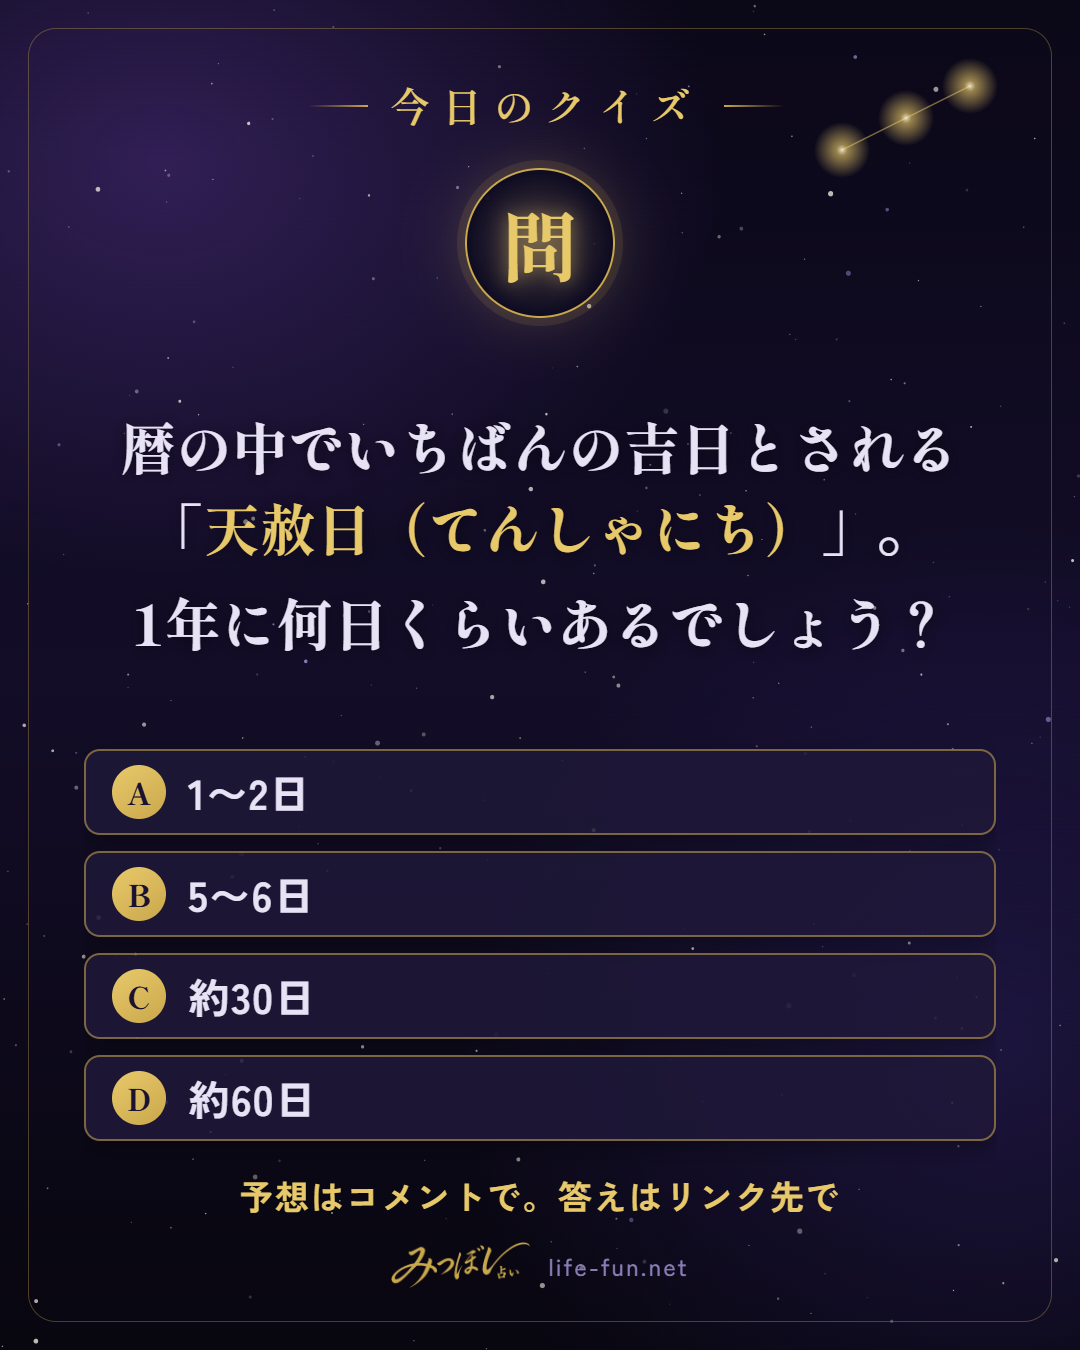 今日のクイズ
問
暦の中でいちばんの吉日とされる
「天赦日（てんしゃにち）」。
1年に何日くらいあるでしょう？
A 1〜2日
B 5〜6日
C 約30日
D 約60日
予想はコメントで。答えはリンク先で
みつぼし占い life-fun.net